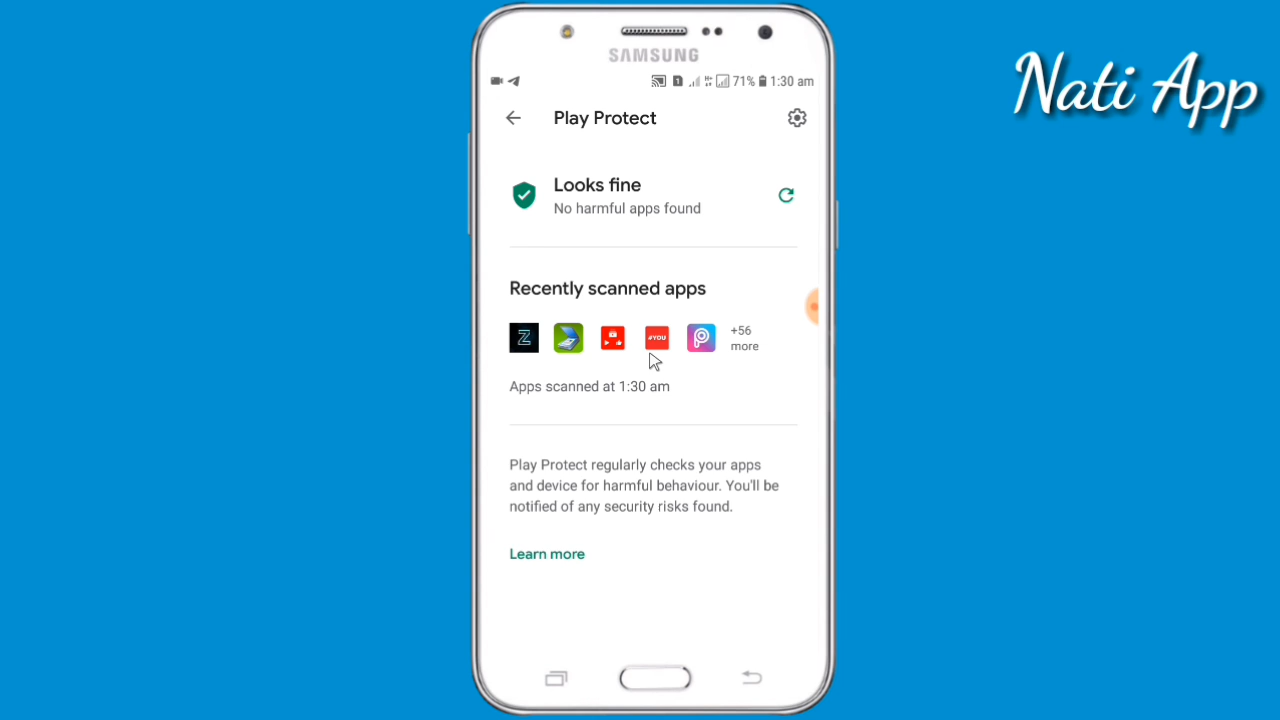 Nati App
SAMSUNG
71% 1:30 am
Play Protect
Looks fine
No harmful apps found
Recently scanned apps
Z
#YOU
P
+56
more
Apps scanned at 1:30 am
Play Protect regularly checks your apps
and device for harmful behaviour. You'll be
notified of any security risks found.
Learn more